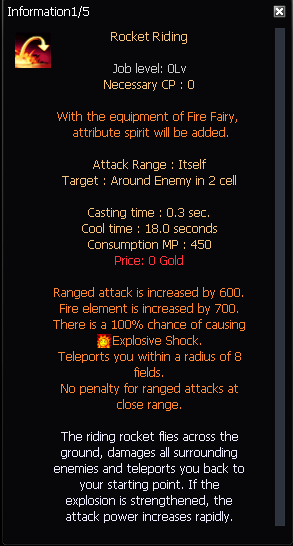 Information1/5
Rocket Riding
Job level: 0Lv
Necessary CP : 0
With the equipment of Fire Fairy,
attribute spirit will be added.
Attack Range : Itself
Target : Around Enemy in 2 cell
Casting time : 0.3 sec.
Cool time : 18.0 seconds
Consumption MP : 450
Price: 0 Gold
Ranged attack is increased by 600.
Fire element is increased by 700.
There is a 100% chance of causing
Explosive Shock.
Teleports you within a radius of 8
fields.
No penalty for ranged attacks at
close range.
The riding rocket flies across the
ground, damages all surrounding
enemies and teleports you back to
your starting point. If the
explosion is strengthened, the
attack power increases rapidly.